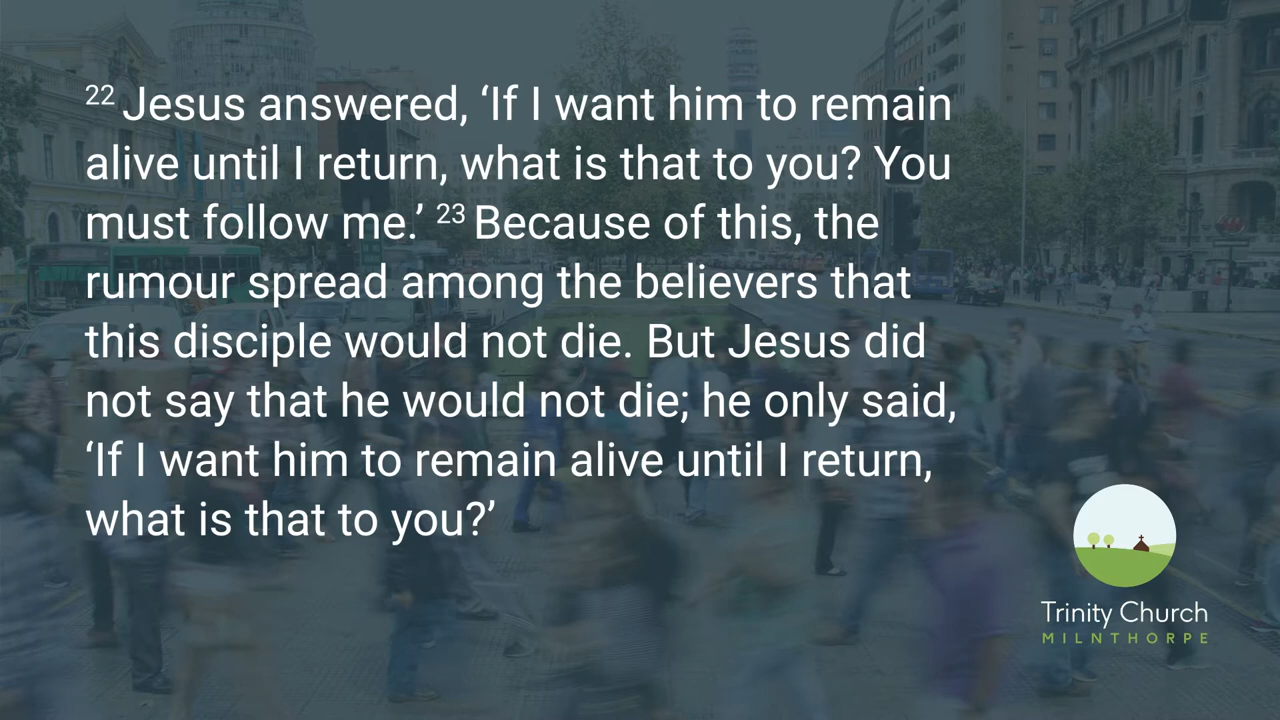 22 Jesus answered, ‘If I want him to remain
alive until I return, what is that to you? You
must follow me.’ 23 Because of this, the
rumour spread among the believers that
this disciple would not die. But Jesus did
not say that he would not die; he only said,
‘If I want him to remain alive until I return,
what is that to you?’
Trinity Church
MILNTHORPE